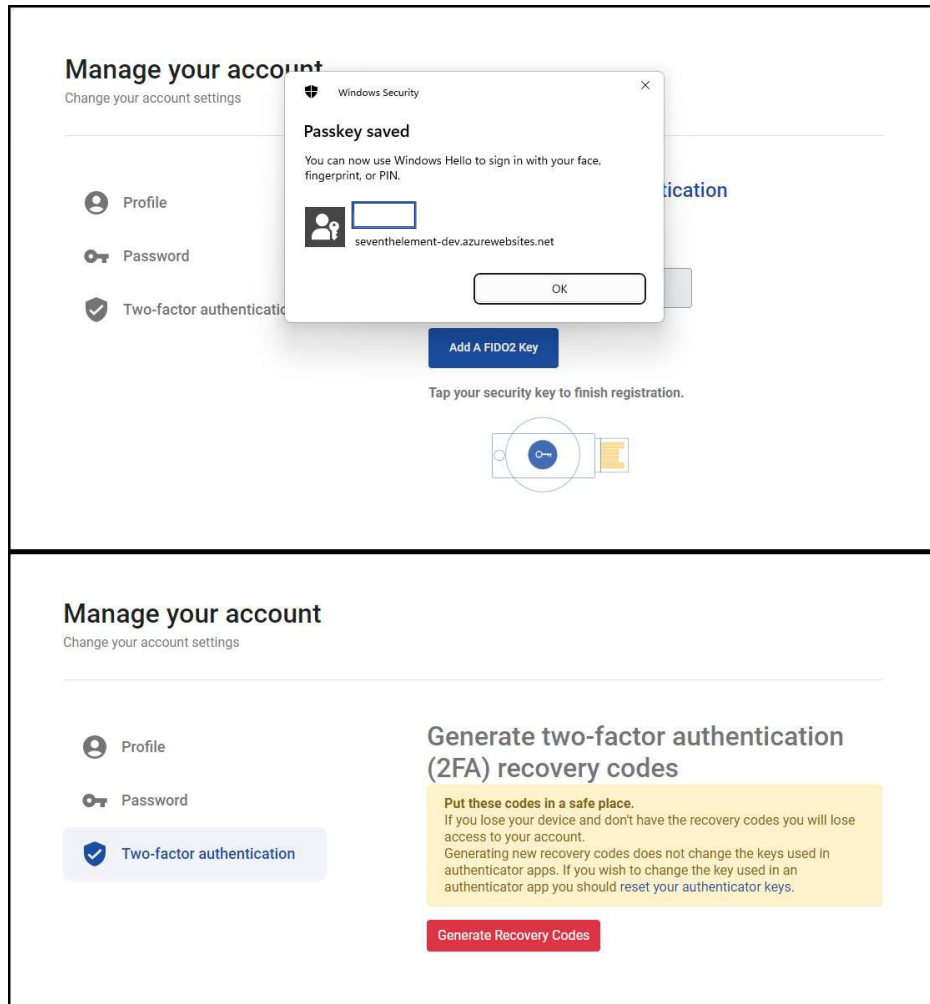 Manage your account
Change your account settings
Windows Security
Passkey saved
You can now use Windows Hello to sign in with your face,
fingerprint, or PIN.
seventhelement-dev.azurewebsites.net
OK
Profile
Password
Two-factor authenticatio
tication
Add A FIDO2 Key
Tap your security key to finish registration.
Manage your account
Change your account settings
Profile
Password
Two-factor authentication
Generate two-factor authentication
(2FA) recovery codes
Put these codes in a safe place.
If you lose your device and don't have the recovery codes you will lose
access to your account.
Generating new recovery codes does not change the keys used in
authenticator apps. If you wish to change the key used in an
authenticator app you should reset your authenticator keys.
Generate Recovery Codes